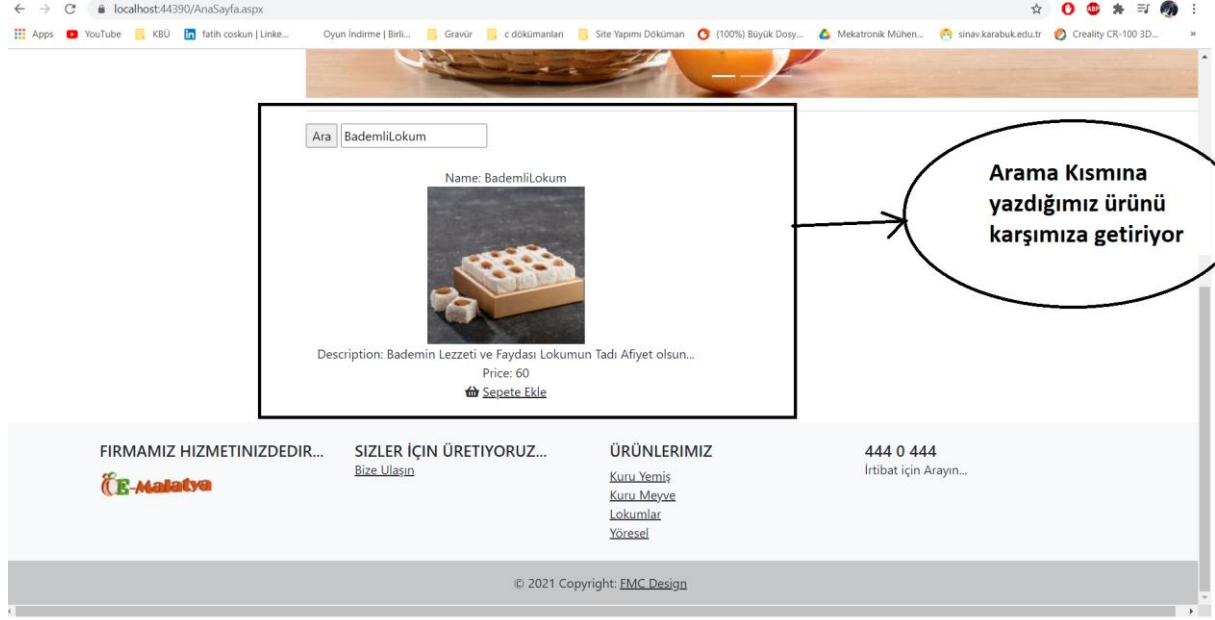 localhost:44390/AnaSayfa.aspx
Apps YouTube KBÜ fatih coskun | Linke... Oyun İndirme | Birli... Gravür c dökümanları Site Yapımı Döküman (100%) Büyük Dosy... Mekatronik Mühen... sinav.karabuk.edu.tr Creality CR-100 3D... »
Ara BademliLokum
Name: BademliLokum
Description: Bademin Lezzeti ve Faydası Lokumun Tadı Afiyet olsun...
Price: 60
Sepete Ekle
Arama Kısmına
yazdığımız ürünü
karşımıza getiriyor
FIRMAMIZ HIZMETINIZDEDIR...
E-Malatya
SIZLER İÇİN ÜRETIYORUZ...
Bize Ulaşın
ÜRÜNLERIMIZ
Kuru Yemiş
Kuru Meyve
Lokumlar
Yöresel
444 0 444
İrtibat için Arayın...
© 2021 Copyright: FMC Design